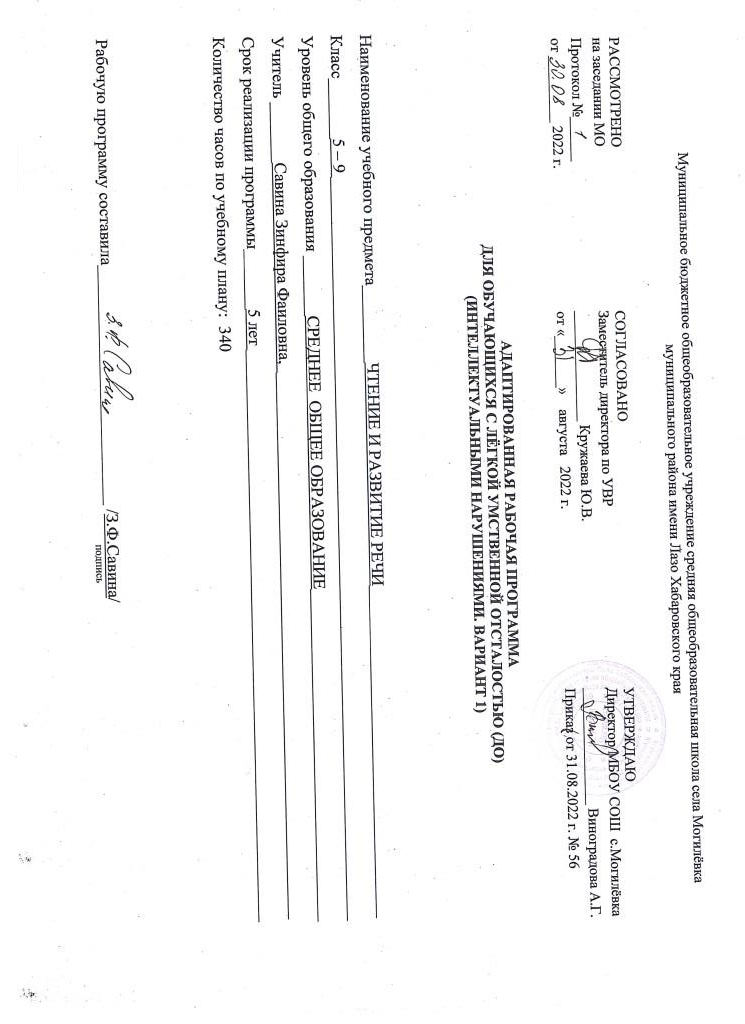 Муниципальное бюджетное общеобразовательное учреждение средняя общеобразовательная школа села Могилёвка
муниципального района имени Лазо Хабаровского края
РАССМОТРЕНО
на заседании МО
Протокол № 1
от 30.08 2022 г.
СОГЛАСОВАНО
Заместитель директора по УВР
Кружаева Ю.В.
от « 31 » августа 2022 г.
УТВЕРЖДАЮ
Директор МБОУ СОШ с.Могилёвка
Виноградова А.Г.
Приказ от 31.08.2022 г. № 56
АДАПТИРОВАННАЯ РАБОЧАЯ ПРОГРАММА
ДЛЯ ОБУЧАЮЩИХСЯ С ЛЁГКОЙ УМСТВЕННОЙ ОТСТАЛОСТЬЮ (ДО)
(ИНТЕЛЛЕКТУАЛЬНЫМИ НАРУШЕНИЯМИ. ВАРИАНТ 1)
Наименование учебного предмета ЧТЕНИЕ И РАЗВИТИЕ РЕЧИ
Класс 5 – 9
Уровень общего образования СРЕДНЕЕ ОБЩЕЕ ОБРАЗОВАНИЕ
Учитель Савина Зинфира Фаиловна,
Срок реализации программы 5 лет
Количество часов по учебному плану: 340
Рабочую программу составила З.Ф. Савина /З.Ф.Савина/
подпись